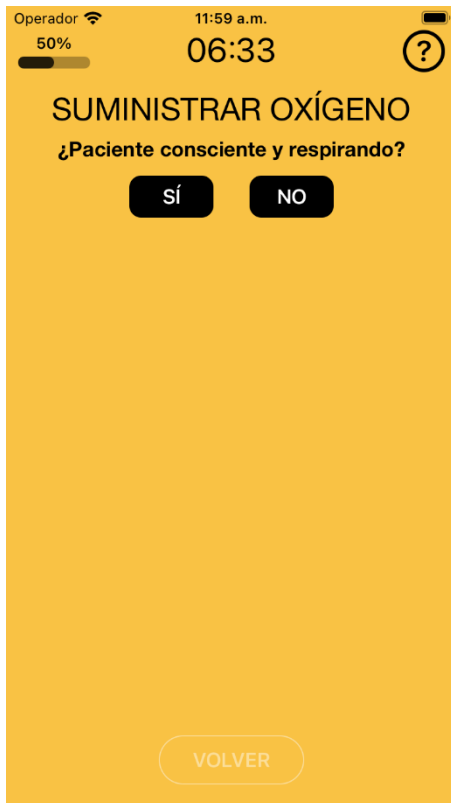 Operador 11:59 a.m.
50% 06:33 ?
SUMINISTRAR OXÍGENO
¿Paciente consciente y respirando?
SÍ NO
VOLVER